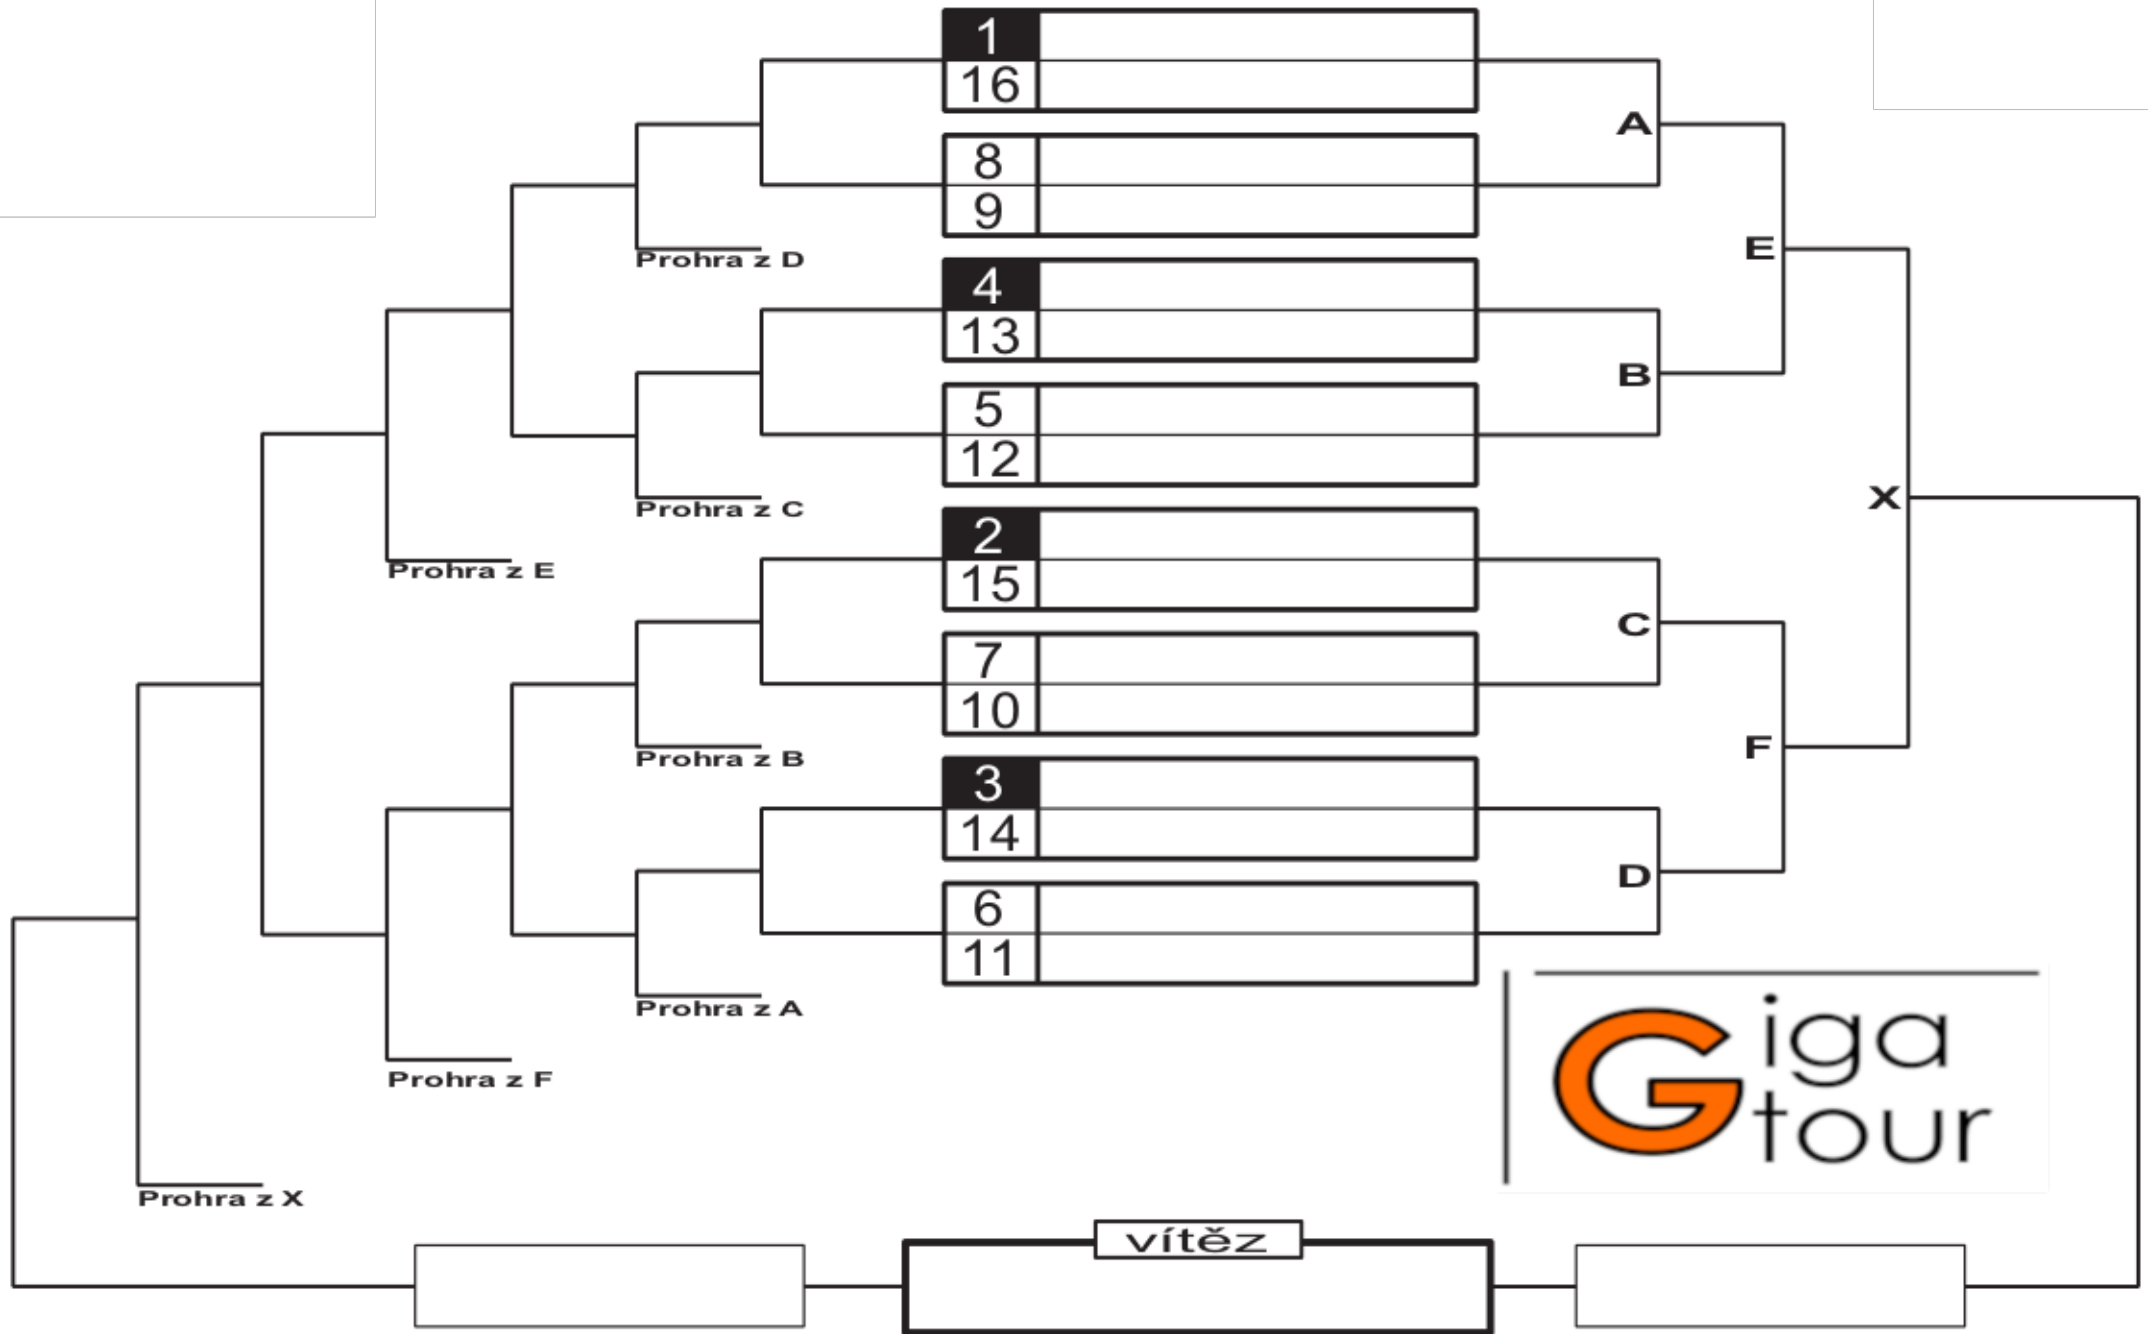 1
16
A
8
9
E
Prohra z D
4
13
B
5
12
X
Prohra z C
2
15
Prohra z E
C
7
10
F
Prohra z B
3
14
D
6
11
Prohra z A
Giga
tour
Prohra z F
Prohra z X
vítěz